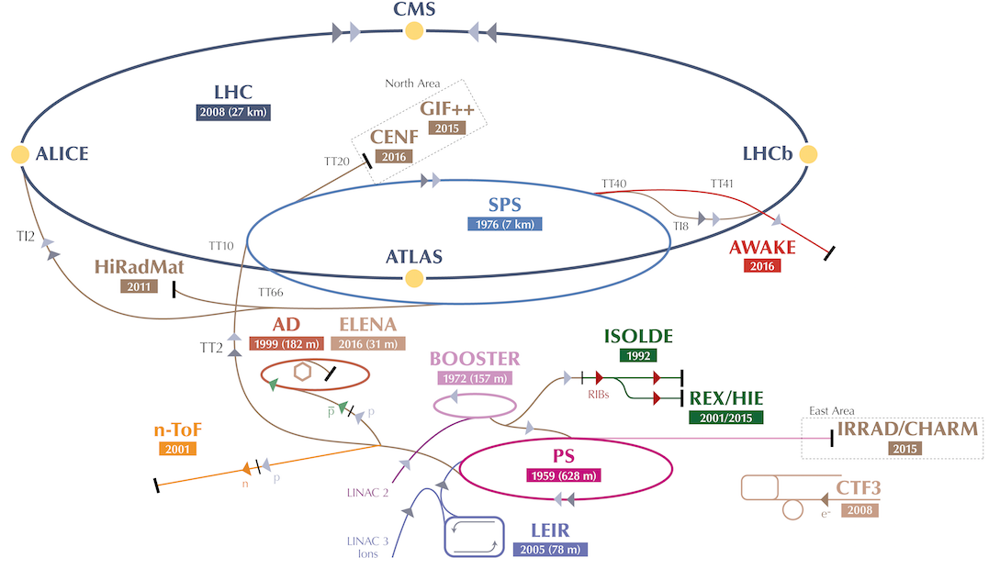 CMS
LHC
2008 (27 km)
North Area
GIF++
2015
CENF
2016
ALICE
LHCb
TT20
TT40
TT41
SPS
1976 (7 km)
TI8
TI2
TT10
ATLAS
AWAKE
2016
HiRadMat
2011
TT66
AD
1999 (182 m)
ELENA
2016 (31 m)
TT2
ISOLDE
1992
BOOSTER
1972 (157 m)
RIBs
REX/HIE
2001/2015
p̅
p
East Area
IRRAD/CHARM
2015
n-ToF
2001
n
p
PS
1959 (628 m)
LINAC 2
CTF3
2008
e-
LEIR
2005 (78 m)
LINAC 3
Ions